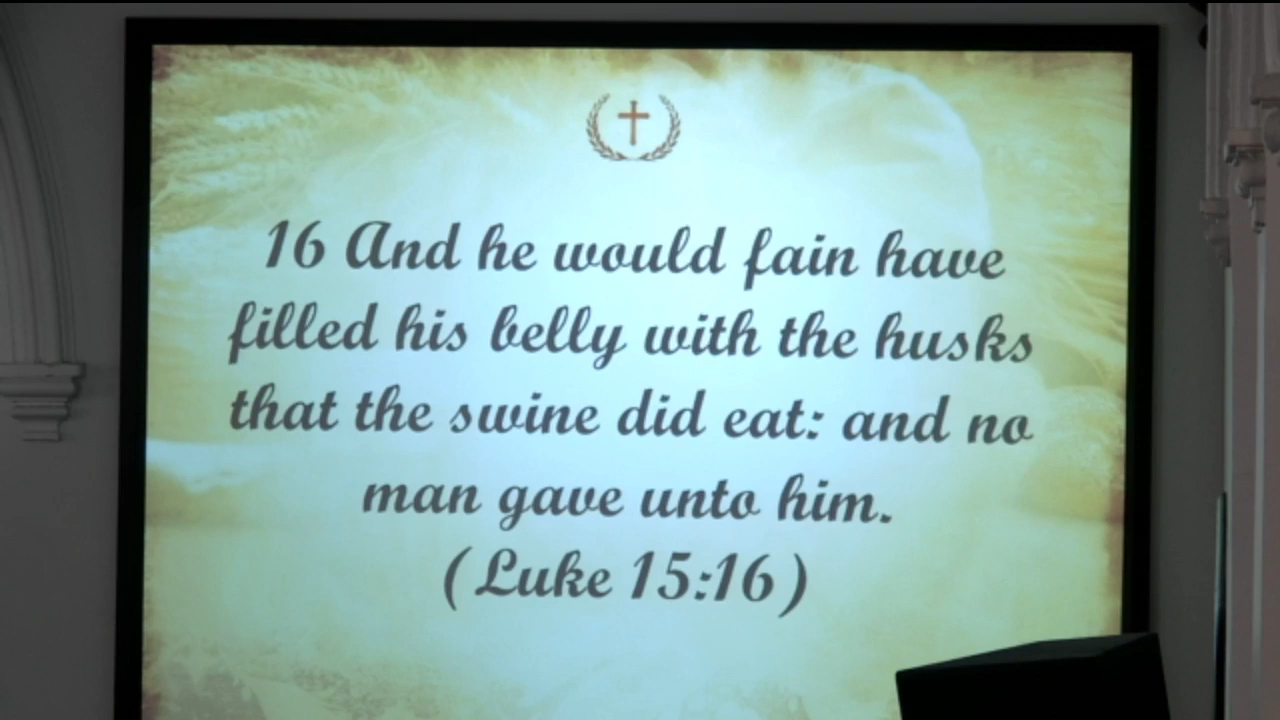 16 And he would fain have
filled his belly with the husks
that the swine did eat: and no
man gave unto him.
(Luke 15:16)